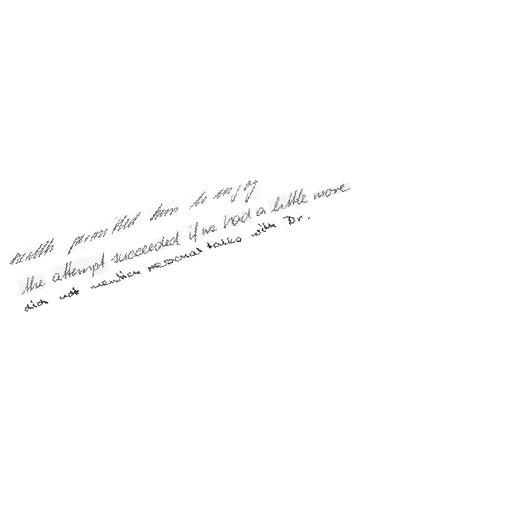 health permitted him to enjoy
the attempt succeeded if we had a little more
did not mention personal talks with Dr.